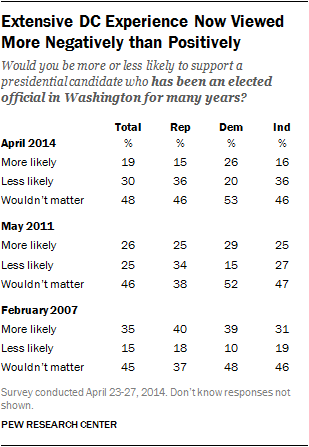 Extensive DC Experience Now Viewed
More Negatively than Positively
Would you be more or less likely to support a
presidential candidate who has been an elected
official in Washington for many years?
Total Rep Dem Ind
April 2014 % % % %
More likely 19 15 26 16
Less likely 30 36 20 36
Wouldn't matter 48 46 53 46
May 2011
More likely 26 25 29 25
Less likely 25 34 15 27
Wouldn't matter 46 38 52 47
February 2007
More likely 35 40 39 31
Less likely 15 18 10 19
Wouldn't matter 45 37 48 46
Survey conducted April 23-27, 2014. Don't know responses not
shown.
PEW RESEARCH CENTER